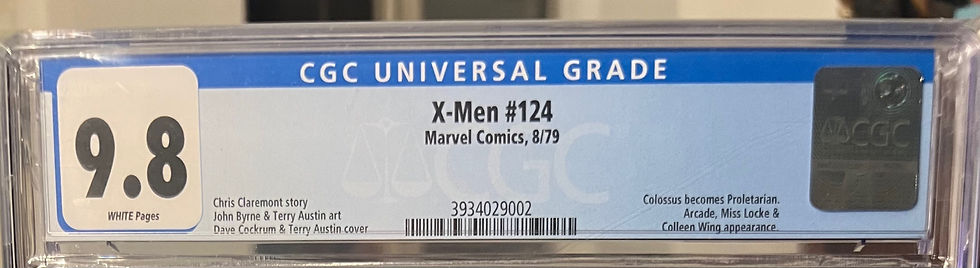 CGC UNIVERSAL GRADE
9.8
WHITE Pages
X-Men #124
Marvel Comics, 8/79
CGC
Chris Claremont story
John Byrne & Terry Austin art
Dave Cockrum & Terry Austin cover
3934029002
Colossus becomes Proletarian.
Arcade, Miss Locke &
Colleen Wing appearance.
CGC